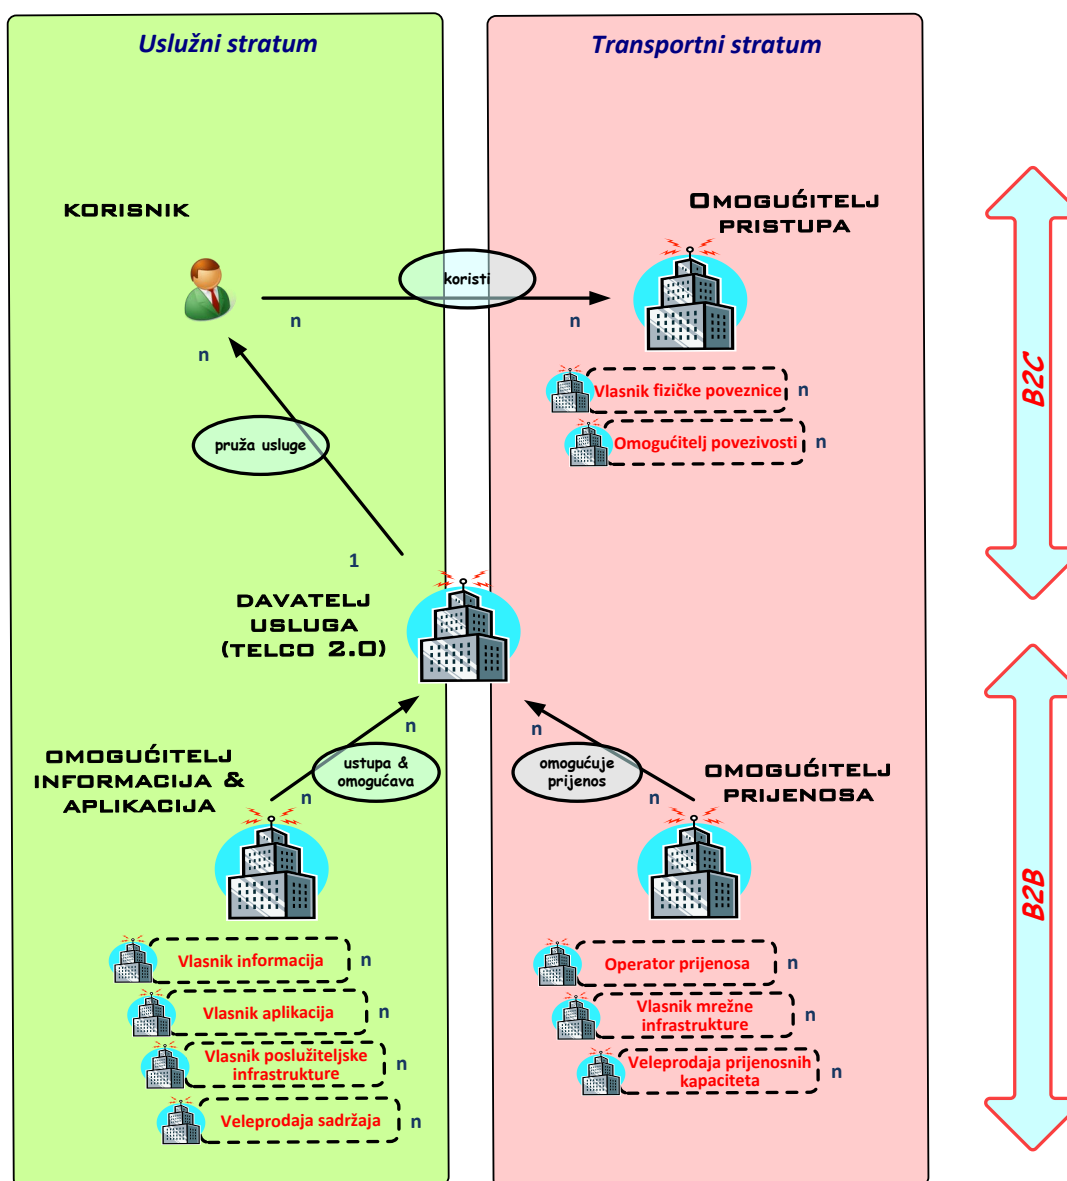 Uslužni stratum
Transportni stratum
KORISNIK
OMOGUĆITELJ
PRISTUPA
koristi
n
n
n
Vlasnik fizičke poveznice
n
Omogućitelj povezivosti
n
B2C
pruža usluge
1
DAVATELJ
USLUGA
(TELCO 2.0)
n
n
OMOGUĆITELJ
INFORMACIJA &
APLIKACIJA
ustupa &
omogućava
n
omogućuje
prijenos
n
OMOGUĆITELJ
PRIJENOSA
B2B
Vlasnik informacija
n
Vlasnik aplikacija
n
Vlasnik poslužiteljske
infrastrukture
n
Veleprodaja sadržaja
n
Operator prijenosa
n
Vlasnik mrežne
infrastrukture
n
Veleprodaja prijenosnih
kapaciteta
n